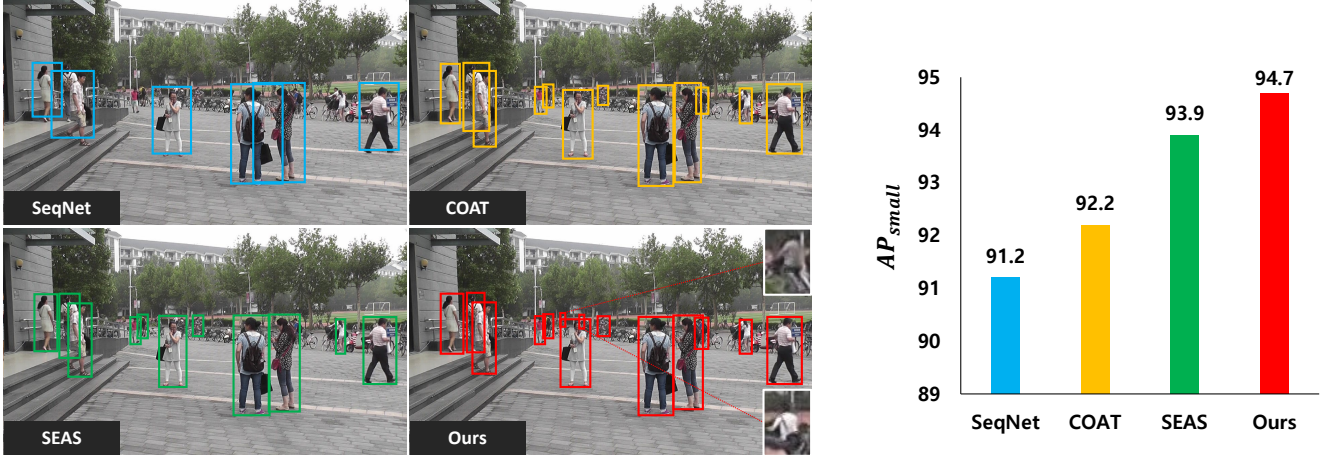 SeqNet
COAT
SEAS
Ours
AP_small
95
94
93
92
91
90
89
91.2
92.2
93.9
94.7
SeqNet
COAT
SEAS
Ours